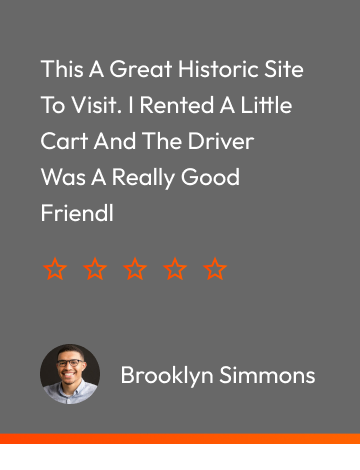 This A Great Historic Site
To Visit. I Rented A Little
Cart And The Driver
Was A Really Good
Friendl
Brooklyn Simmons